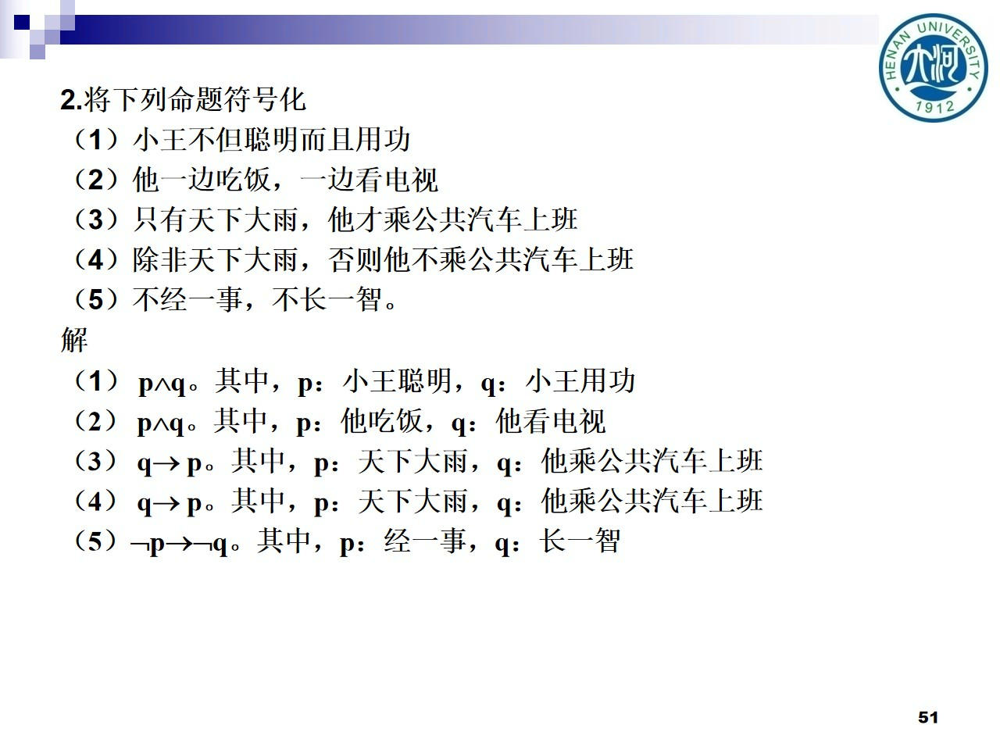 HENAN UNIVERSITY
1912
2.将下列命题符号化
（1）小王不但聪明而且用功
（2）他一边吃饭，一边看电视
（3）只有天下大雨，他才乘公共汽车上班
（4）除非天下大雨，否则他不乘公共汽车上班
（5）不经一事，不长一智。
解
（1） p∧q。其中，p：小王聪明，q：小王用功
（2） p∧q。其中，p：他吃饭，q：他看电视
（3） q→ p。其中，p：天下大雨，q：他乘公共汽车上班
（4） q→ p。其中，p：天下大雨，q：他乘公共汽车上班
（5）¬p→¬q。其中，p：经一事，q：长一智
51